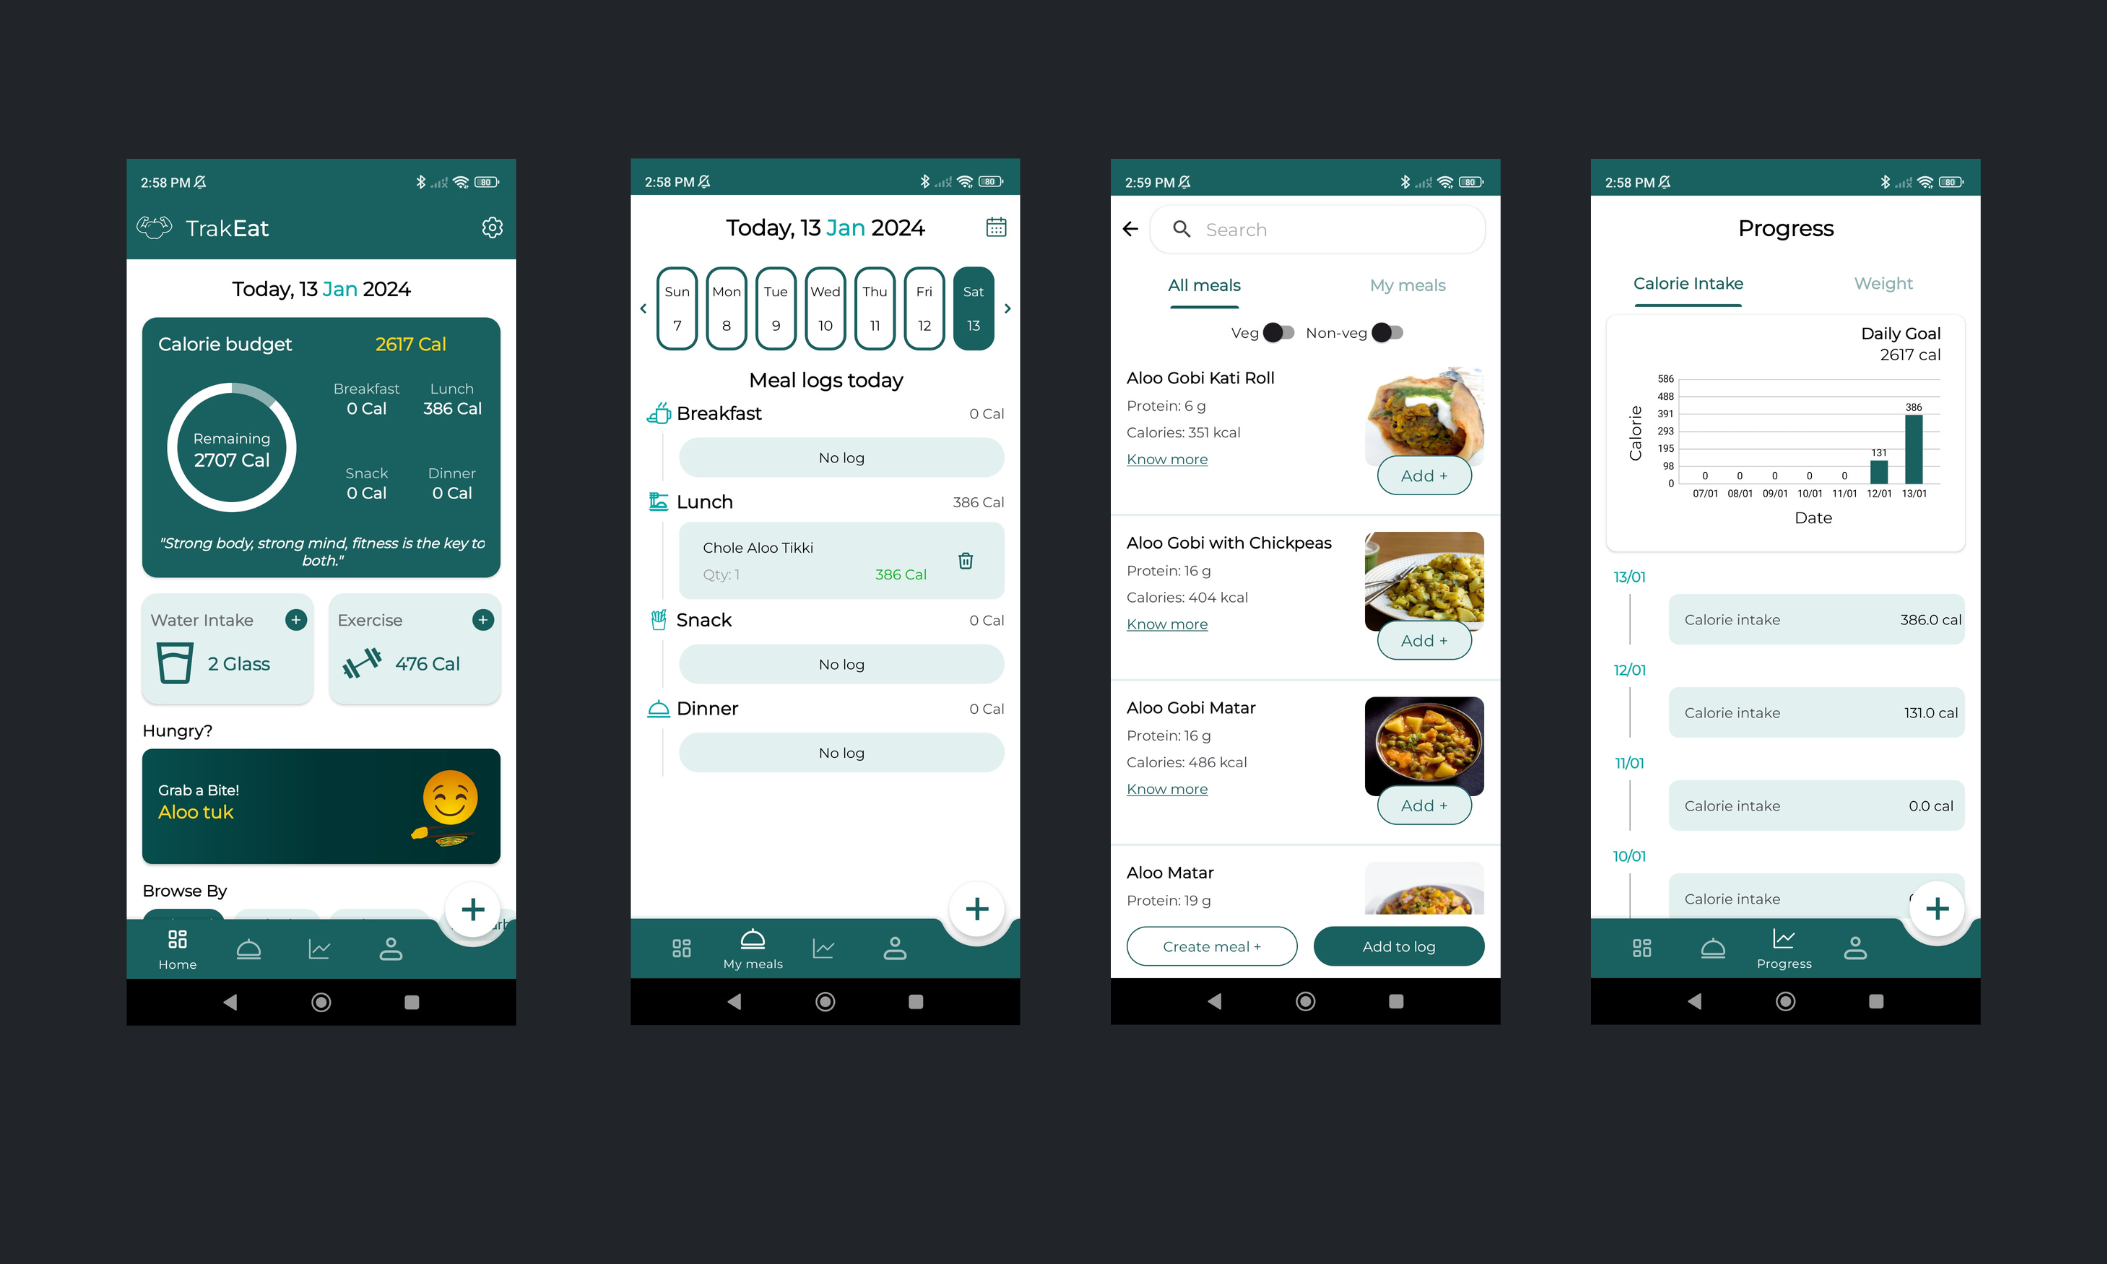 2:58 PM
80
TrakEat
Today, 13 Jan 2024
Calorie budget
2617 Cal
Remaining
2707 Cal
Breakfast
0 Cal
Lunch
386 Cal
Snack
0 Cal
Dinner
0 Cal
"Strong body, strong mind, fitness is the key to
both."
Water Intake
+
2 Glass
Exercise
+
476 Cal
Hungry?
Grab a Bite!
Aloo tuk
Browse By
+
Home
2:58 PM
80
Today, 13 Jan 2024
<
Sun
7
Mon
8
Tue
9
Wed
10
Thu
11
Fri
12
Sat
13
>
Meal logs today
Breakfast
0 Cal
No log
Lunch
386 Cal
Chole Aloo Tikki
Qty: 1
386 Cal
Snack
0 Cal
No log
Dinner
0 Cal
No log
+
My meals
2:59 PM
80
Search
All meals
My meals
Veg
Non-veg
Aloo Gobi Kati Roll
Protein: 6 g
Calories: 351 kcal
Know more
Add +
Aloo Gobi with Chickpeas
Protein: 16 g
Calories: 404 kcal
Know more
Add +
Aloo Gobi Matar
Protein: 16 g
Calories: 486 kcal
Know more
Add +
Aloo Matar
Protein: 19 g
Create meal +
Add to log
2:58 PM
80
Progress
Calorie Intake
Weight
Daily Goal
2617 cal
Calorie
586
488
391
293
195
98
0
0
0
0
0
0
131
386
07/01
08/01
09/01
10/01
11/01
12/01
13/01
Date
13/01
Calorie intake
386.0 cal
12/01
Calorie intake
131.0 cal
11/01
Calorie intake
0.0 cal
10/01
Calorie intake
+
Progress